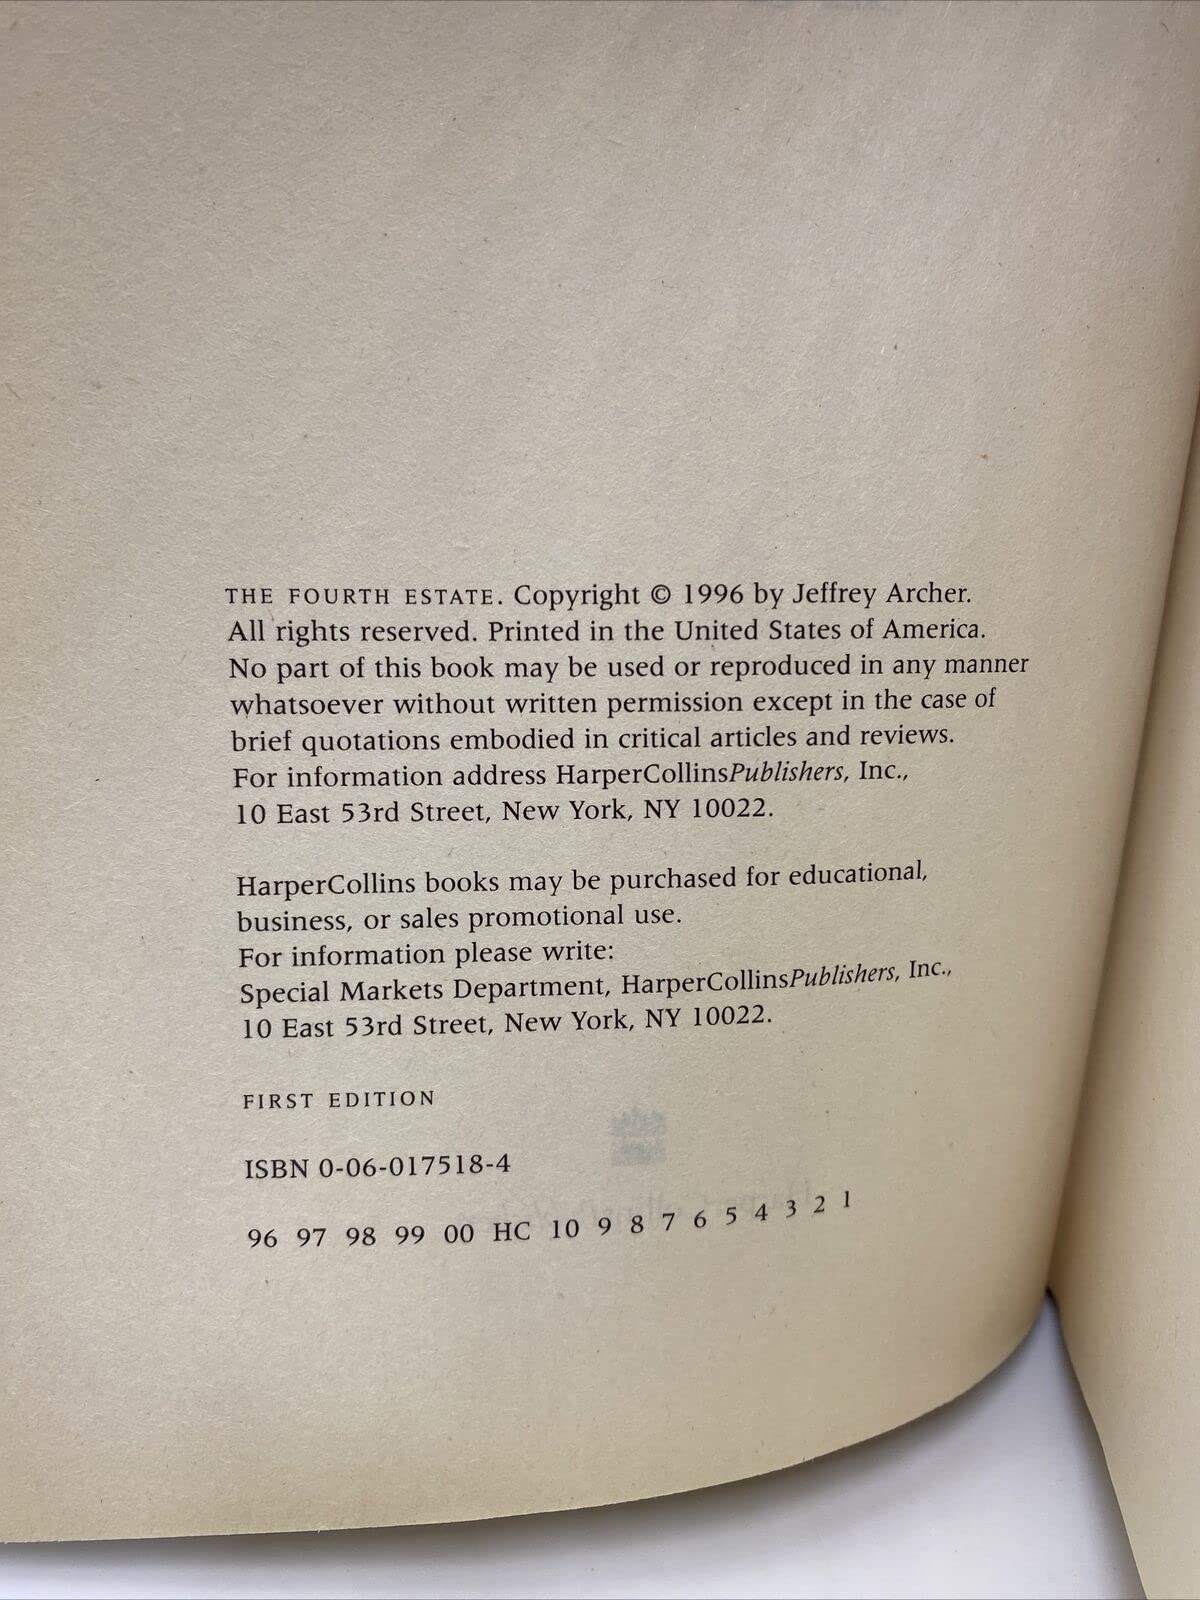 THE FOURTH ESTATE. Copyright © 1996 by Jeffrey Archer.
All rights reserved. Printed in the United States of America.
No part of this book may be used or reproduced in any manner
whatsoever without written permission except in the case of
brief quotations embodied in critical articles and reviews.
For information address HarperCollinsPublishers, Inc.,
10 East 53rd Street, New York, NY 10022.
HarperCollins books may be purchased for educational,
business, or sales promotional use.
For information please write:
Special Markets Department, HarperCollinsPublishers, Inc.,
10 East 53rd Street, New York, NY 10022.
FIRST EDITION
ISBN 0-06-017518-4
96 97 98 99 00 HC 10 9 8 7 6 5 4 3 2 1